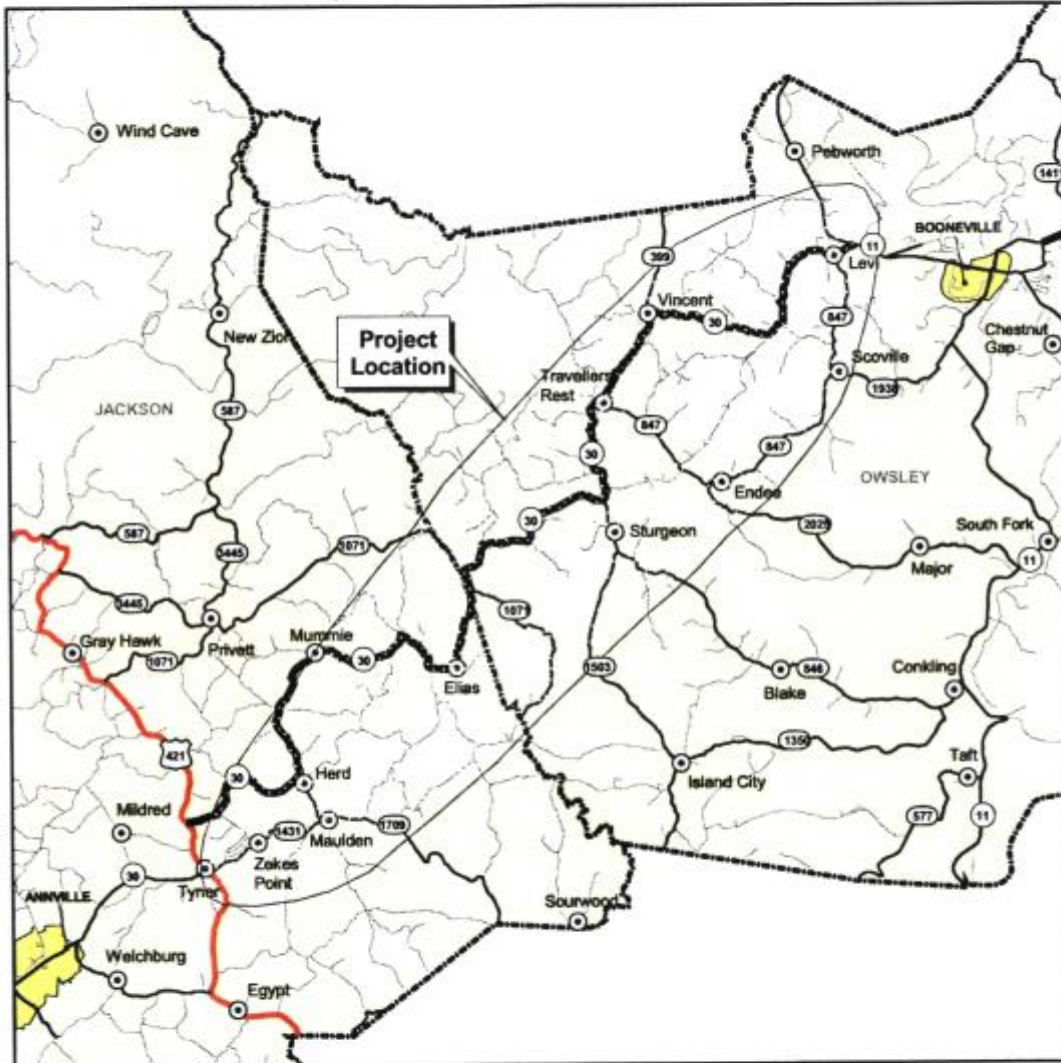 Wind Cave
Pebworth
1411
BOONEVILLE
399
11
Levi
Vincent
30
New Zion
Project
Location
847
Chestnut
Gap
Scoville
Travellers
Rest
1938
JACKSON
587
847
847
30
Endee
OWSLEY
2025
South Fork
587
3445
1071
30
Sturgeon
Major
11
3445
1071
Gray Hawk
Privett
Mummie
30
1071
Elias
1503
846
Blake
Conkling
421
30
Herd
1350
Island City
Taft
Mildred
1431
Maulden
1709
577
11
30
Zekes
Point
Tyner
ANNVILLE
Sourwood
Welchburg
Egypt